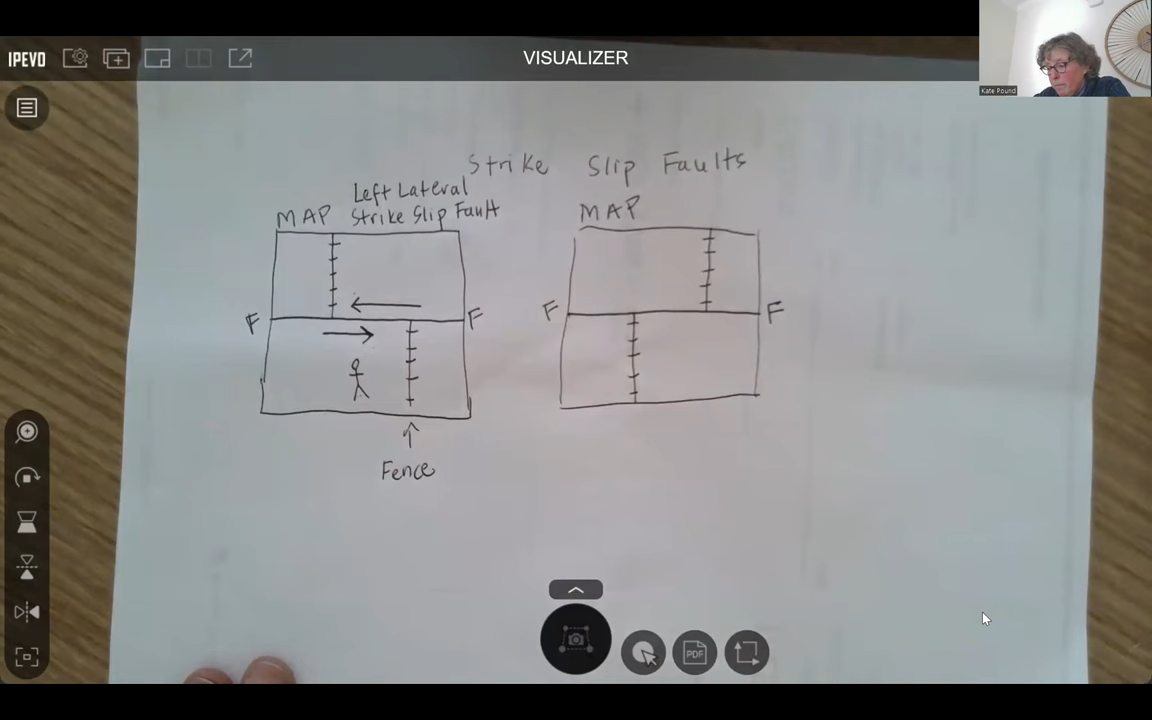 IPEVO
VISUALIZER
Kate Pound
Strike Slip Faults
Left Lateral
MAP Strike Slip Fault
MAP
F
F
F
F
Fence
PDF